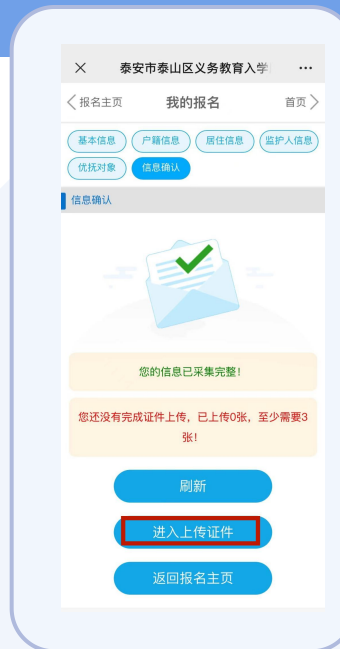 泰安市泰山区义务教育入学
报名主页 我的报名 首页
基本信息 户籍信息 居住信息 监护人信息
优抚对象 信息确认
信息确认
您的信息已采集完整！
您还没有完成证件上传，已上传0张，至少需要3
张！
刷新
进入上传证件
返回报名主页